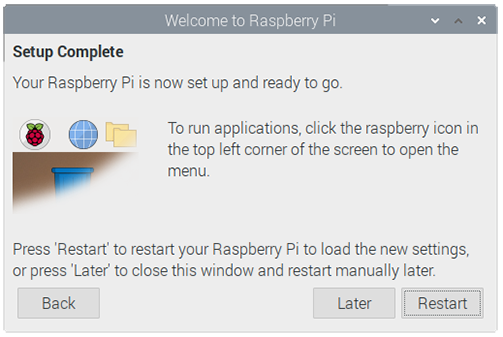 Welcome to Raspberry Pi
Setup Complete
Your Raspberry Pi is now set up and ready to go.
To run applications, click the raspberry icon in
the top left corner of the screen to open the
menu.
Press 'Restart' to restart your Raspberry Pi to load the new settings,
or press 'Later' to close this window and restart manually later.
Back
Later
Restart